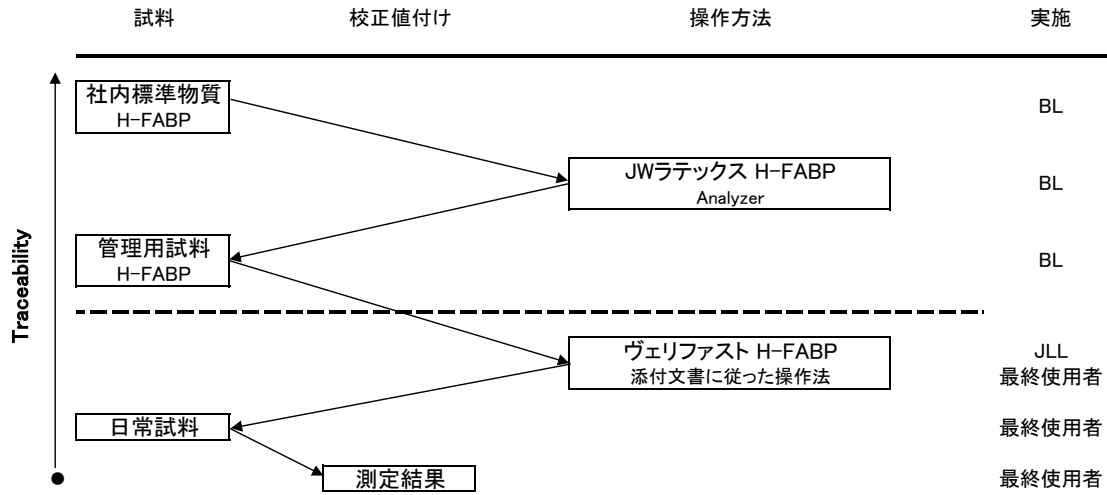 試料 校正値付け 操作方法 実施
社内標準物質
H-FABP
BL
JWラテックス H-FABP
Analyzer
BL
管理用試料
H-FABP
BL
Traceability
ヴェリファスト H-FABP
添付文書に従った操作法
JLL
最終使用者
日常試料
最終使用者
測定結果
最終使用者